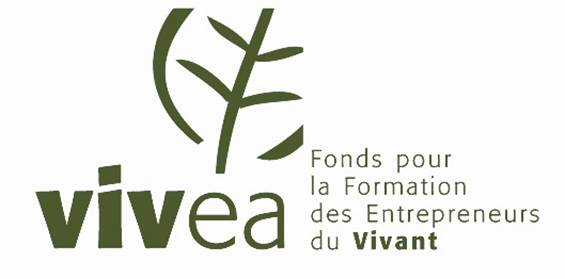 vivea
Fonds pour
la Formation
des Entrepreneurs
du Vivant